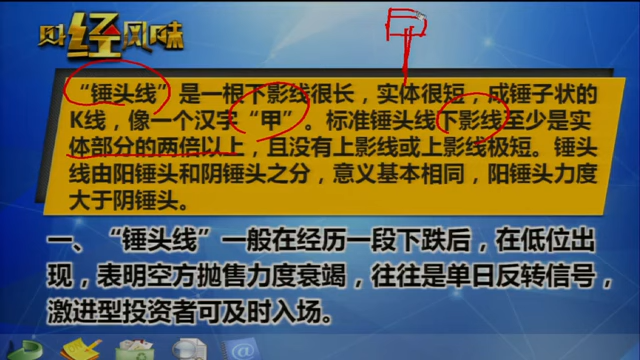 财经风味
“锤头线”是一根下影线很长，实体很短，成锤子状的
K线，像一个汉字“甲”。标准锤头线下影线至少是实
体部分的两倍以上，且没有上影线或上影线极短。锤头
线由阳锤头和阴锤头之分，意义基本相同，阳锤头力度
大于阴锤头。
一、“锤头线”一般在经历一段下跌后，在低位出
现，表明空方抛售力度衰竭，往往是单日反转信号，
激进型投资者可及时入场。